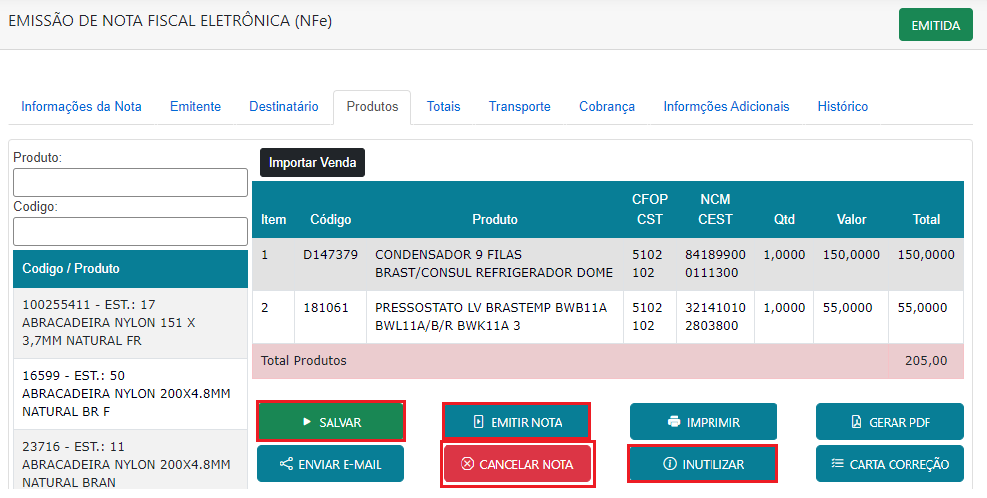 EMISSÃO DE NOTA FISCAL ELETRÔNICA (NFe)
EMITIDA
Informações da Nota Emitente Destinatário Produtos Totais Transporte Cobrança Informções Adicionais Histórico
Produto:
Codigo:
Codigo / Produto
100255411 - EST.: 17
ABRACADEIRA NYLON 151 X
3,7MM NATURAL FR
16599 - EST.: 50
ABRACADEIRA NYLON 200X4.8MM
NATURAL BR F
23716 - EST.: 11
ABRACADEIRA NYLON 200X4.8MM
NATURAL BRAN
Importar Venda
Item Código Produto CFOP CST NCM CEST Qtd Valor Total
1 D147379 CONDENSADOR 9 FILAS 5102 84189900 1,0000 150,0000 150,0000
BRAST/CONSUL REFRIGERADOR DOME 102 0111300
2 181061 PRESSOSTATO LV BRASTEMP BWB11A 5102 32141010 1,0000 55,0000 55,0000
BWL11A/B/R BWK11A 3 102 2803800
Total Produtos 205,00
SALVAR EMITIR NOTA IMPRIMIR GERAR PDF
ENVIAR E-MAIL CANCELAR NOTA INUTILIZAR CARTA CORREÇÃO